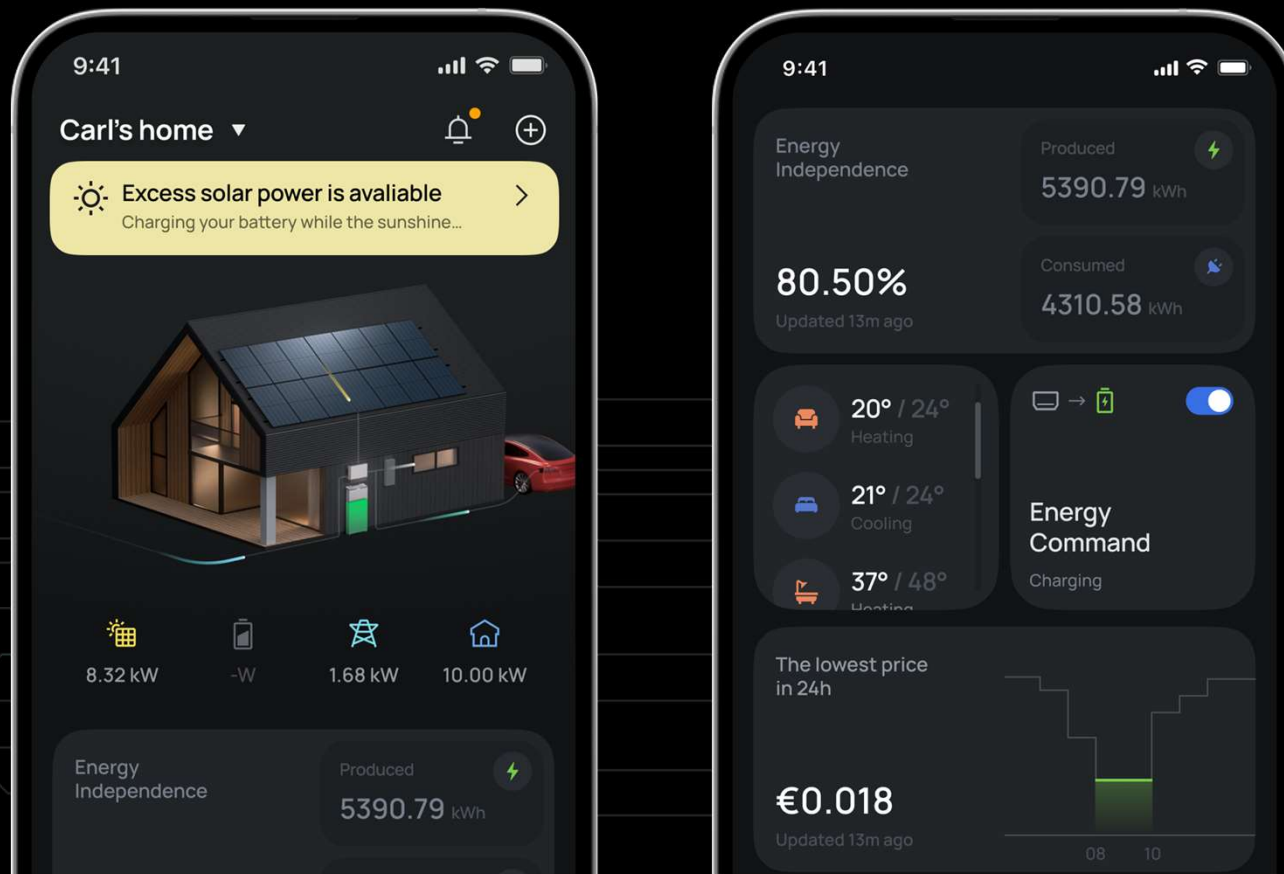 9:41
Carl's home
Excess solar power is avaliable
Charging your battery while the sunshine...
8.32 kW
-W
1.68 kW
10.00 kW
Energy
Independence
Produced
5390.79 kWh
9:41
Energy
Independence
80.50%
Updated 13m ago
Produced
5390.79 kWh
Consumed
4310.58 kWh
20° / 24°
Heating
21° / 24°
Cooling
37° / 48°
Heating
Energy
Command
Charging
The lowest price
in 24h
€0.018
Updated 13m ago
08 10